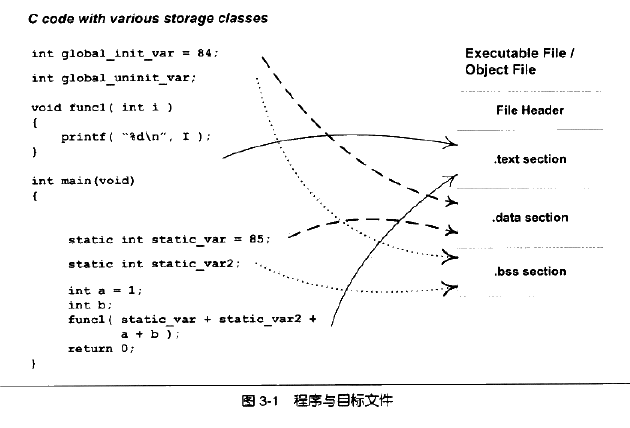 C code with various storage classes
int global_init_var = 84;
int global_uninit_var;
void func1( int i )
{
printf( "%d\n", I );
}
int main(void)
{
static int static_var = 85;
static int static_var2;
int a = 1;
int b;
func1( static_var + static_var2 +
a + b );
return 0;
}
Executable File /
Object File
File Header
.text section
.data section
.bss section
图 3-1 程序与目标文件